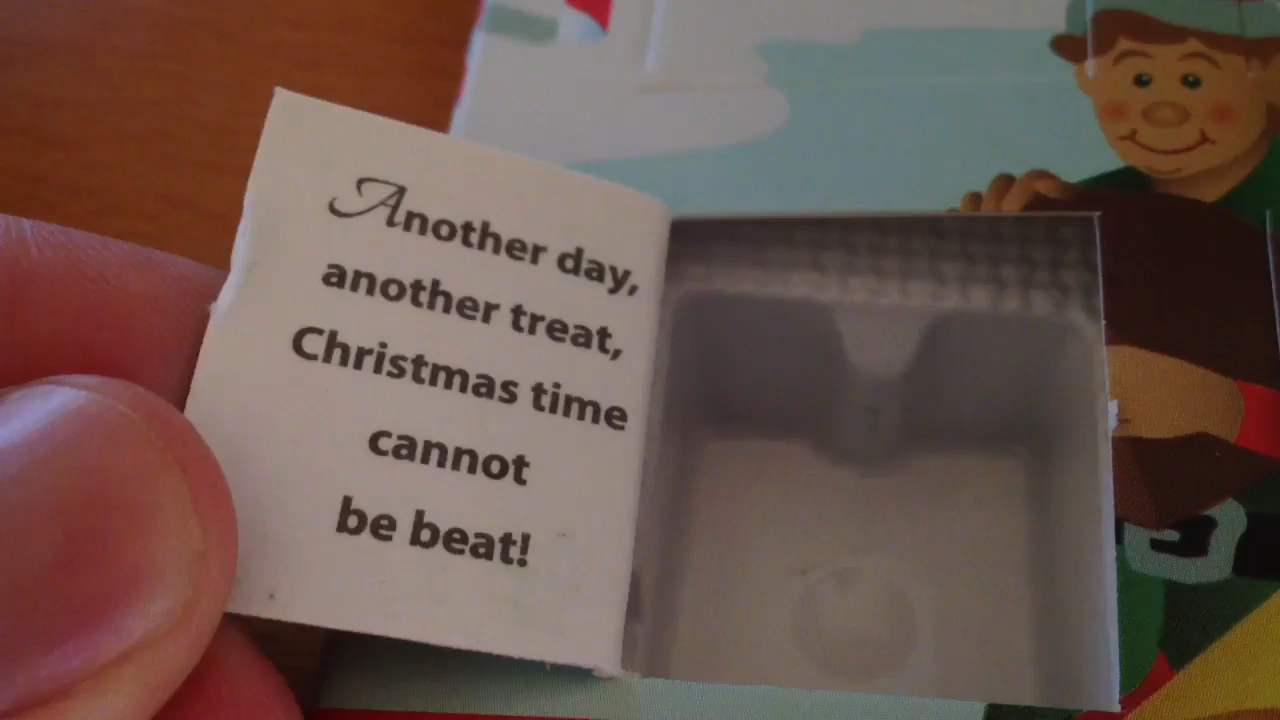 Another day,
another treat,
Christmas time
cannot
be beat!